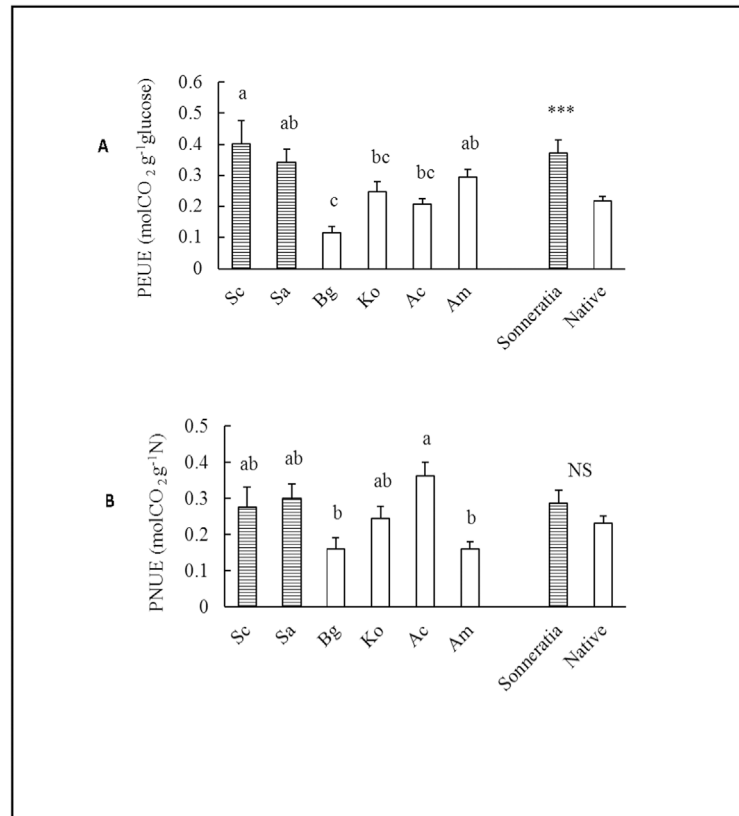 A
PEUE (molCO2 g-1glucose)
0.6
0.5
0.4
0.3
0.2
0.1
0
a
ab
c
bc
bc
ab
***
Sc
Sa
Bg
Ko
Ac
Am
Sonneratia
Native
B
PNUE (molCO2g-1N)
0.5
0.4
0.3
0.2
0.1
0
ab
ab
b
ab
a
b
NS
Sc
Sa
Bg
Ko
Ac
Am
Sonneratia
Native